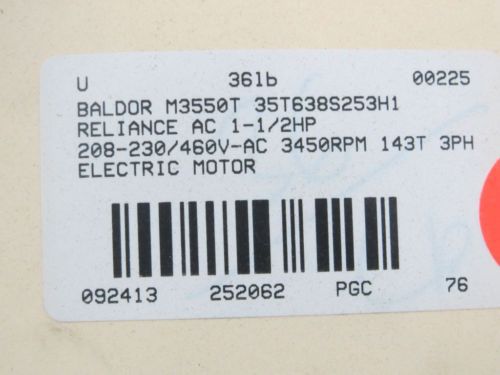 U 36lb 00225
BALDOR M3550T 35T638S253H1
RELIANCE AC 1-1/2HP
208-230/460V-AC 3450RPM 143T 3PH
ELECTRIC MOTOR
092413 252062 PGC 76